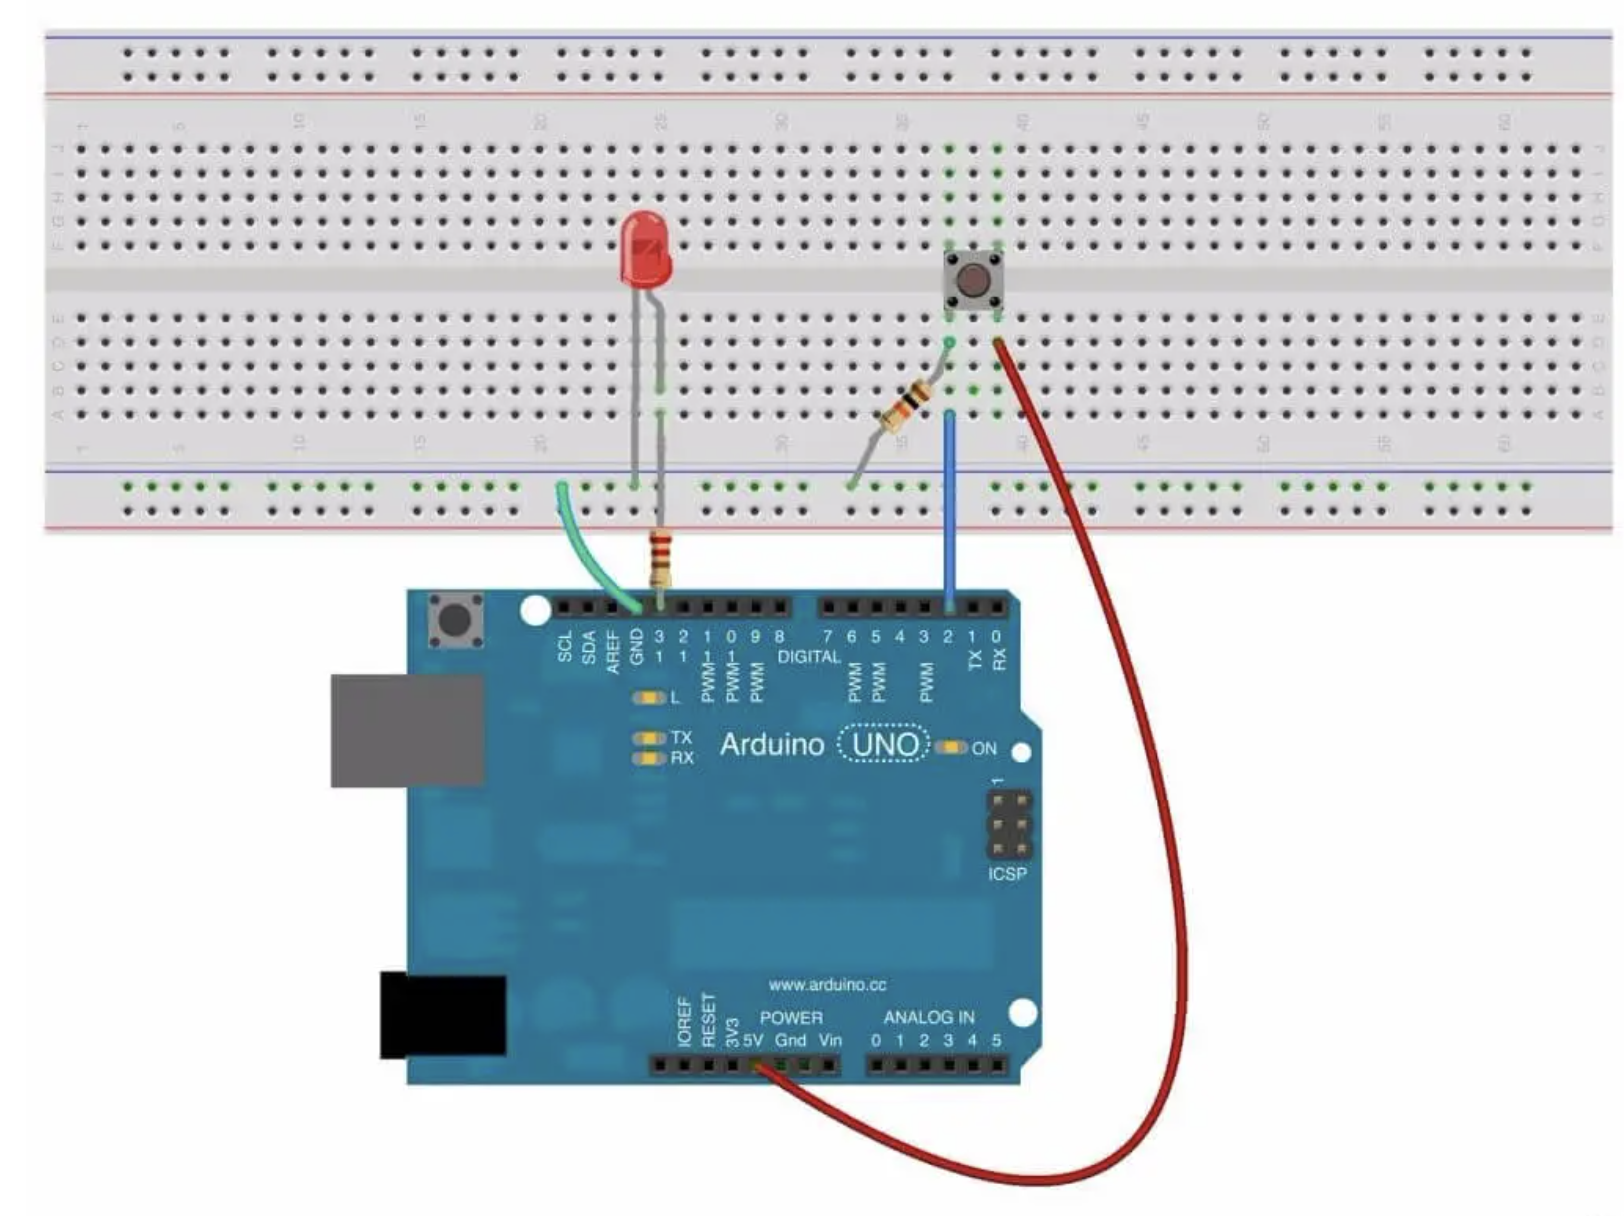 1 5 10 15 20 25 30 35 40 45 50 55 60
J J
I I
H H
G G
F F
E E
D D
C C
B B
A A
1 5 10 15 20 30 35 40 45 50 55 60
SCL SDA AREF GND 13 12 PWM 11 PWM 10 PWM 9 8 7 PWM 6 PWM 5 4 PWM 3 2 TX 1 RX 0
DIGITAL
L
TX
RX
Arduino UNO ON
1
ICSP
www.arduino.cc
POWER ANALOG IN
IOREF RESET 3V3 5V Gnd Vin 0 1 2 3 4 5